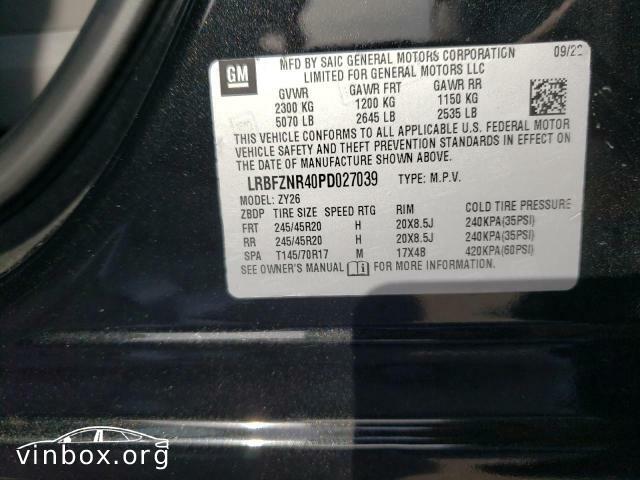 GM
MFD BY SAIC GENERAL MOTORS CORPORATION 09/22
LIMITED FOR GENERAL MOTORS LLC
GVWR GAWR FRT GAWR RR
2300 KG 1200 KG 1150 KG
5070 LB 2645 LB 2535 LB
THIS VEHICLE CONFORMS TO ALL APPLICABLE U.S. FEDERAL MOTOR
VEHICLE SAFETY AND THEFT PREVENTION STANDARDS IN EFFECT ON
THE DATE OF MANUFACTURE SHOWN ABOVE.
LRBFZNR40PD027039 TYPE: M.P.V.
MODEL: ZY26
ZBDP TIRE SIZE SPEED RTG RIM COLD TIRE PRESSURE
FRT 245/45R20 H 20X8.5J 240KPA(35PSI)
RR 245/45R20 H 20X8.5J 240KPA(35PSI)
SPA T145/70R17 M 17X4B 420KPA(60PSI)
SEE OWNER'S MANUAL FOR MORE INFORMATION.
vinbox.org